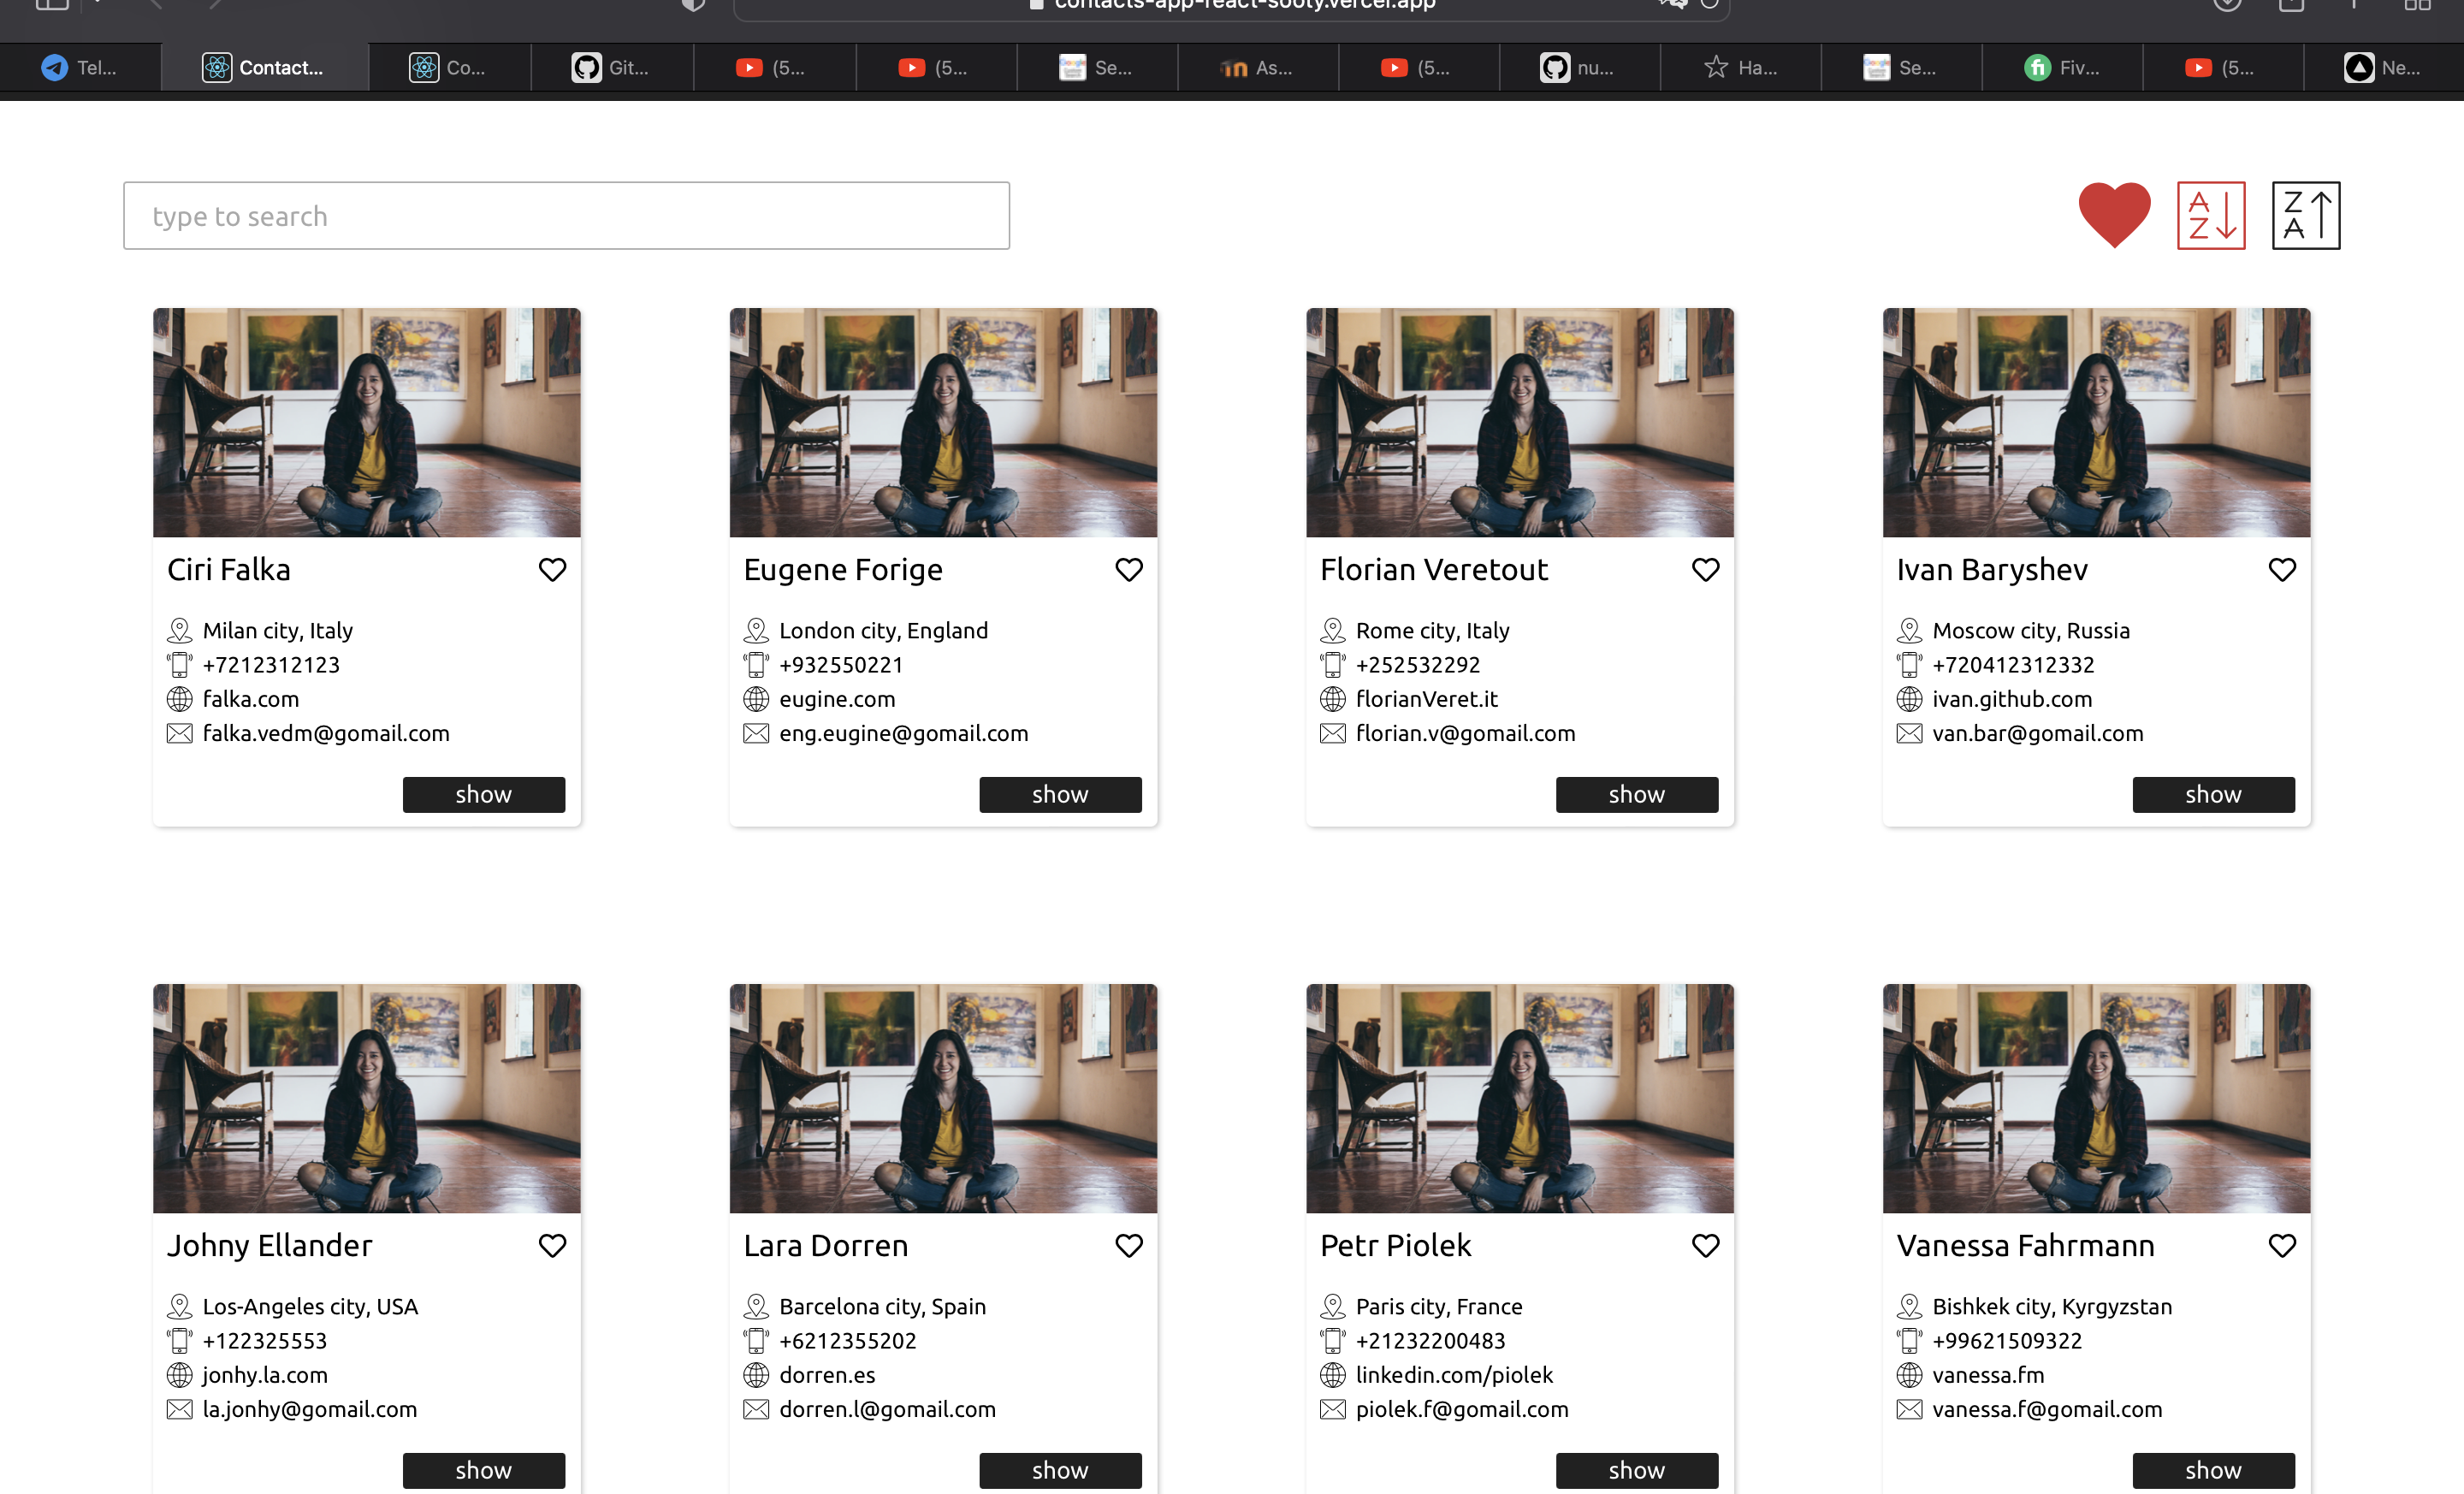 contacts-app-react-sooty.vercel.app
Tel... Contact... Co... Git... (5... (5... Se... As... (5... nu... Ha... Se... Fiv... (5... Ne...
type to search
A Z
Z A
Ciri Falka
Milan city, Italy
+7212312123
falka.com
falka.vedm@gomail.com
show
Eugene Forige
London city, England
+932550221
eugine.com
eng.eugine@gomail.com
show
Florian Veretout
Rome city, Italy
+252532292
florianVeret.it
florian.v@gomail.com
show
Ivan Baryshev
Moscow city, Russia
+720412312332
ivan.github.com
van.bar@gomail.com
show
Johny Ellander
Los-Angeles city, USA
+122325553
jonhy.la.com
la.jonhy@gomail.com
show
Lara Dorren
Barcelona city, Spain
+6212355202
dorren.es
dorren.l@gomail.com
show
Petr Piolek
Paris city, France
+21232200483
linkedin.com/piolek
piolek.f@gomail.com
show
Vanessa Fahrmann
Bishkek city, Kyrgyzstan
+99621509322
vanessa.fm
vanessa.f@gomail.com
show